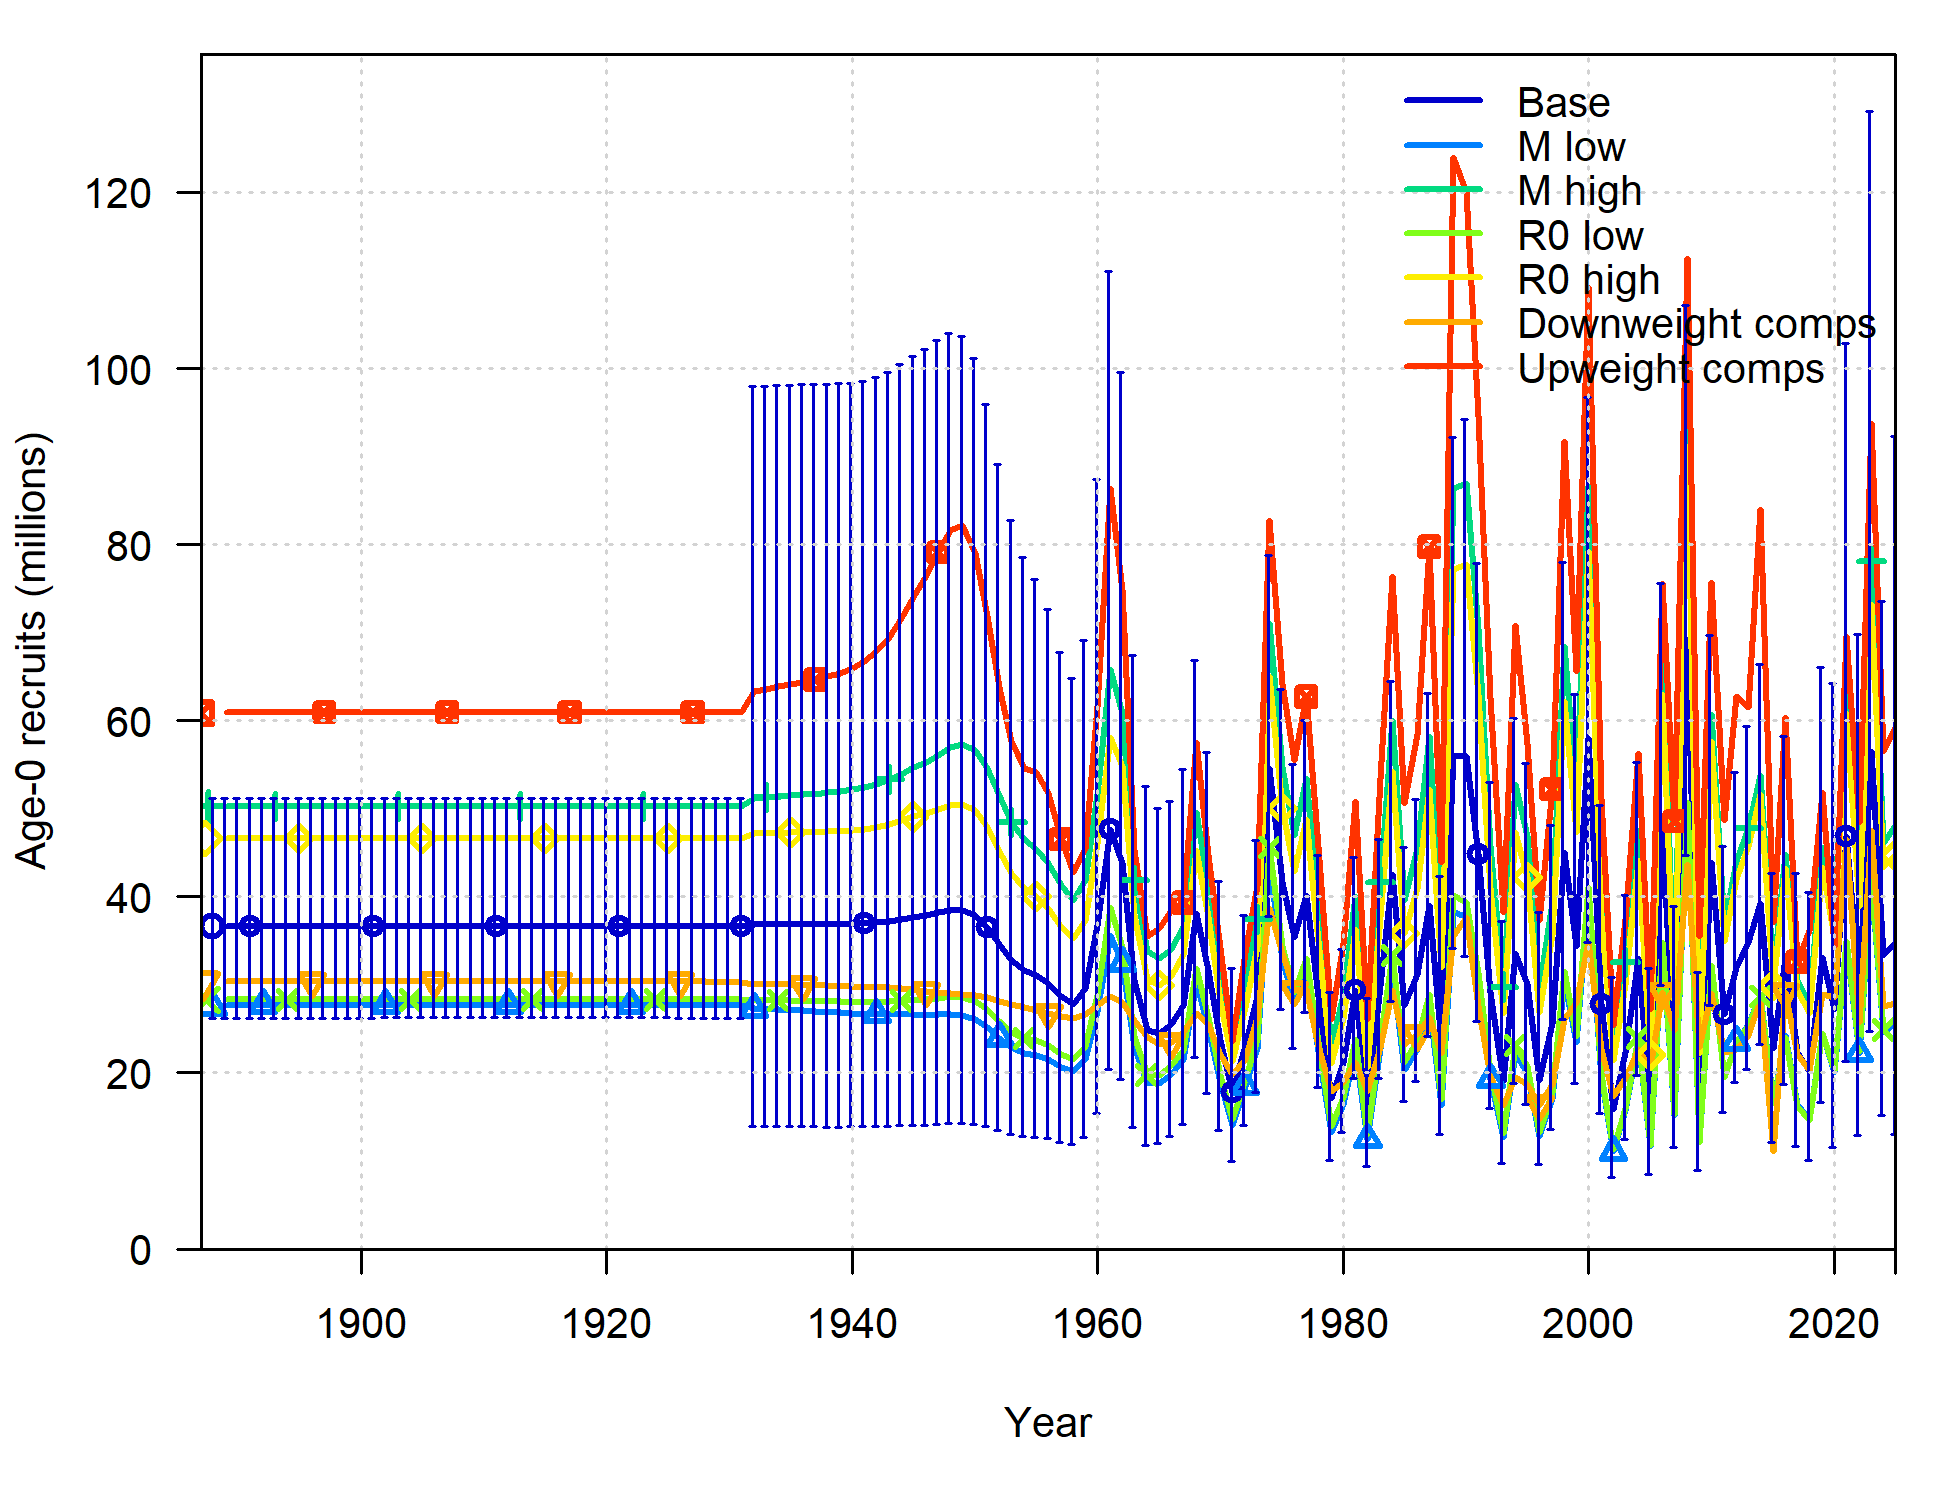 Base
M low
M high
R0 low
R0 high
Downweight comps
Upweight comps
Age-0 recruits (millions)
120
100
80
60
40
20
0
1900 1920 1940 1960 1980 2000 2020
Year